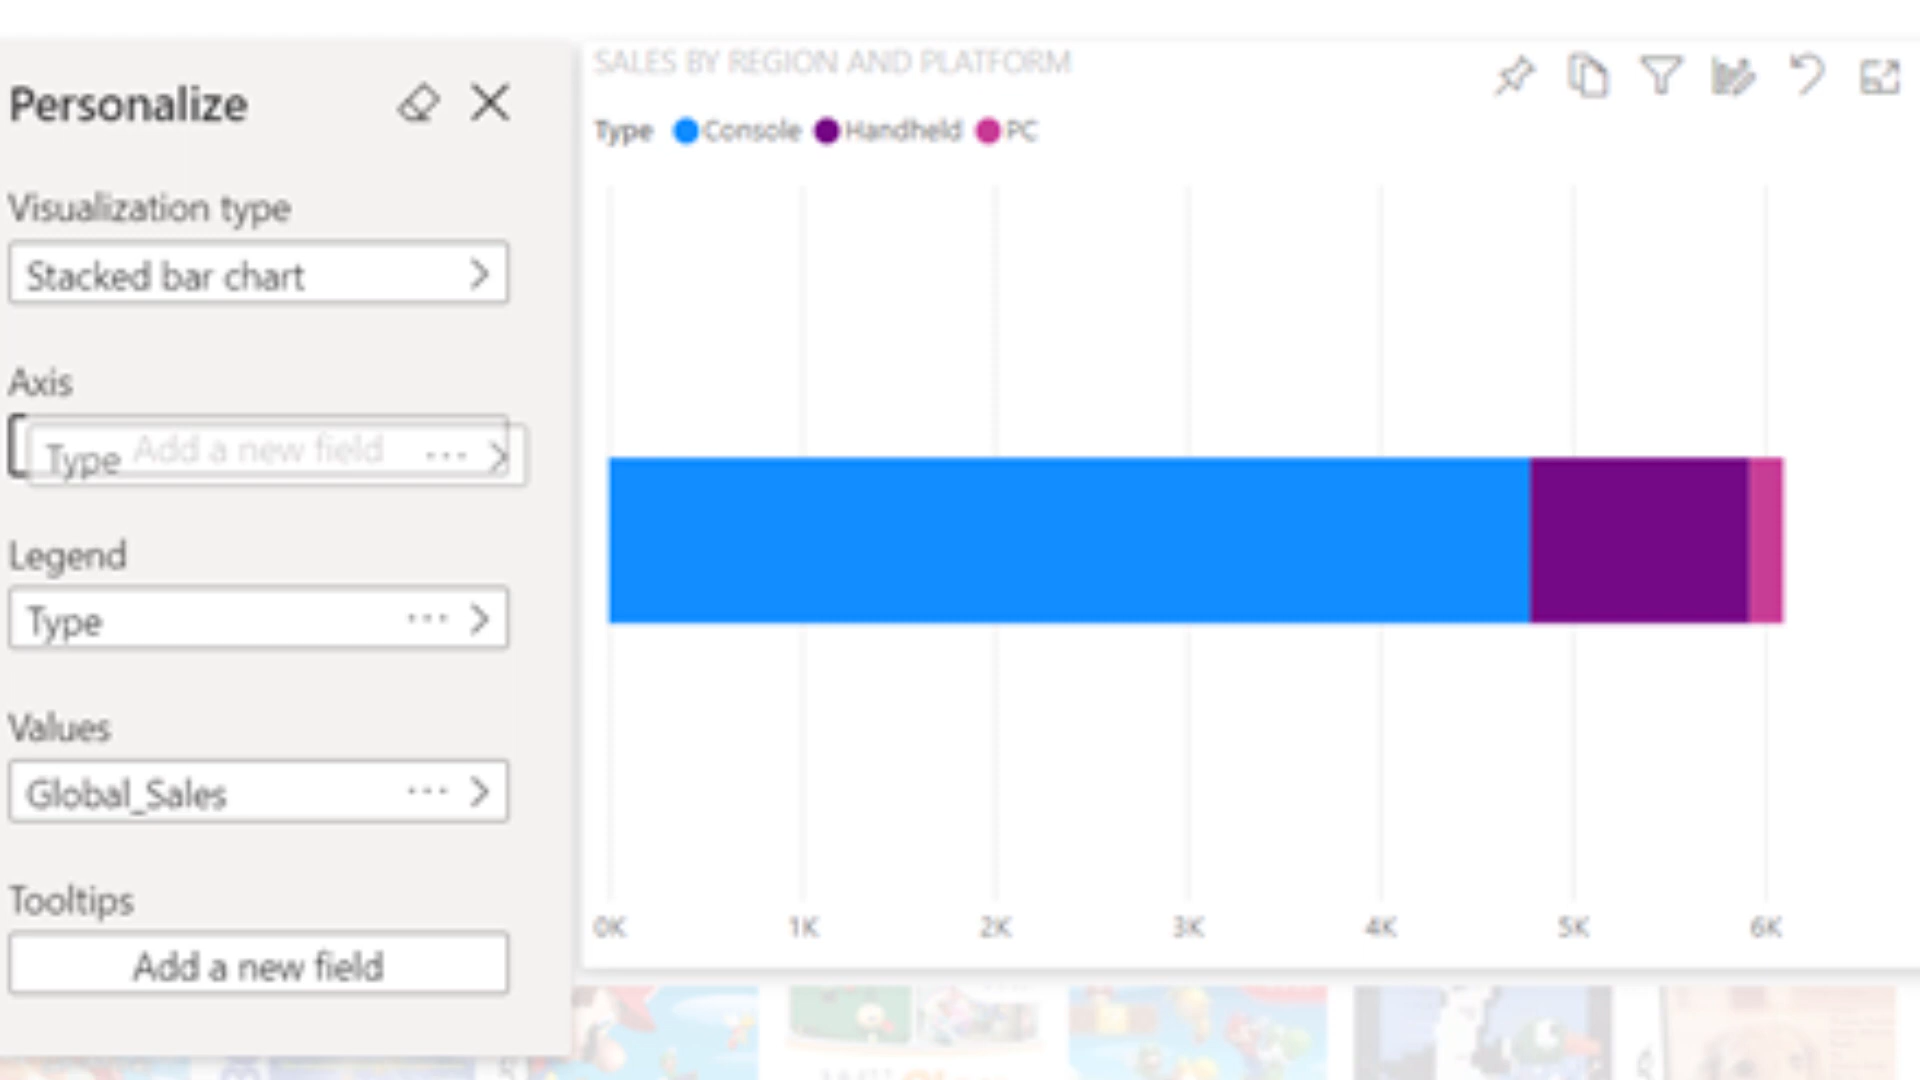 Personalize
Visualization type
Stacked bar chart
Axis
Type Add a new field
Legend
Type
Values
Global_Sales
Tooltips
Add a new field
SALES BY REGION AND PLATFORM
Type Console Handheld PC
0K 1K 2K 3K 4K 5K 6K